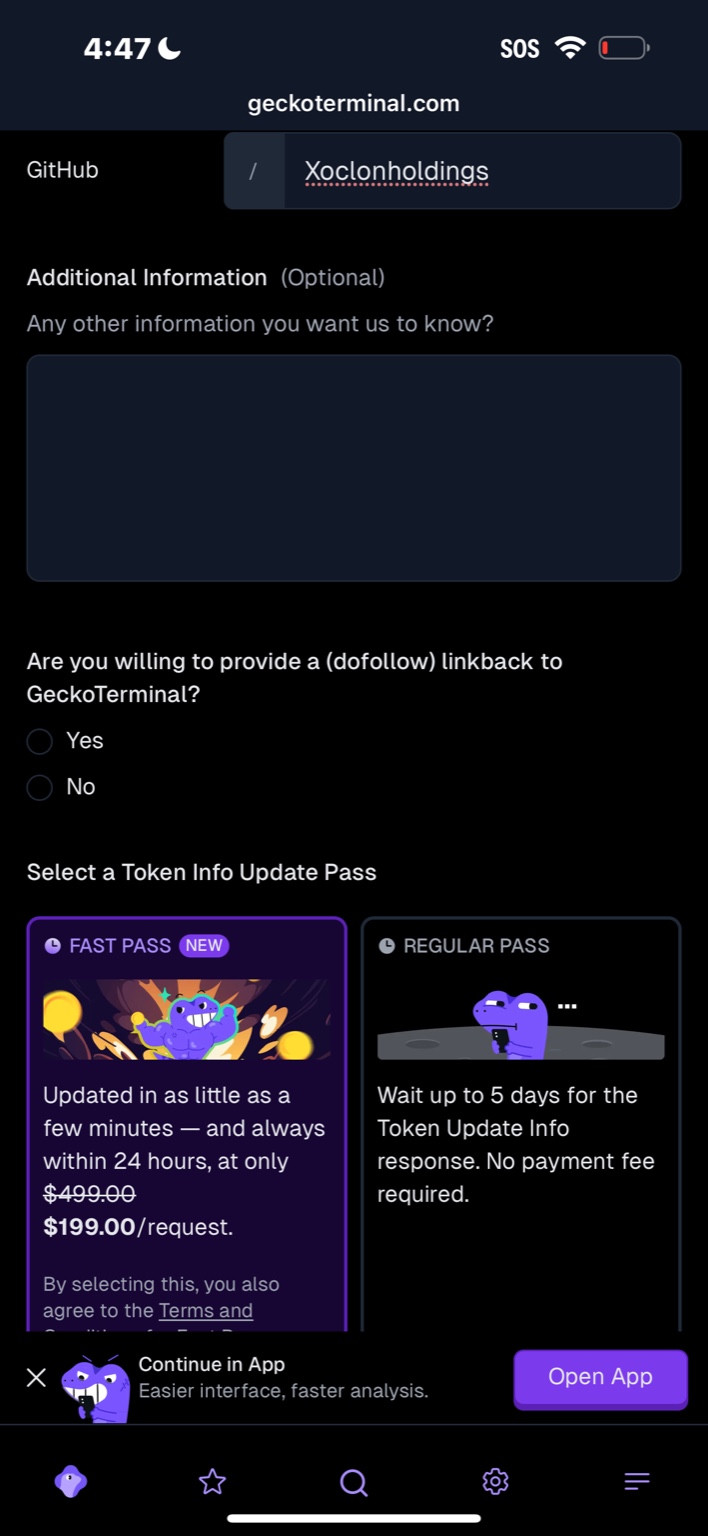 4:47
SOS
geckoterminal.com
GitHub
/
Xoclonholdings
Additional Information (Optional)
Any other information you want us to know?
Are you willing to provide a (dofollow) linkback to
GeckoTerminal?
Yes
No
Select a Token Info Update Pass
FAST PASS NEW
Updated in as little as a
few minutes — and always
within 24 hours, at only
$499.00
$199.00/request.
By selecting this, you also
agree to the Terms and
REGULAR PASS
Wait up to 5 days for the
Token Update Info
response. No payment fee
required.
Continue in App
Easier interface, faster analysis.
Open App